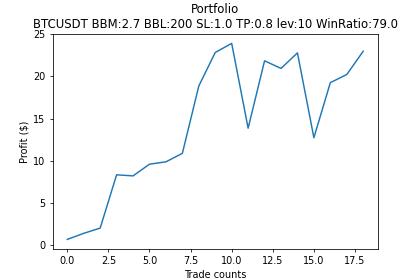 Portfolio
BTCUSDT BBM:2.7 BBL:200 SL:1.0 TP:0.8 lev:10 WinRatio:79.0
25
20
15
10
5
0
Profit ($)
0.0 2.5 5.0 7.5 10.0 12.5 15.0 17.5
Trade counts